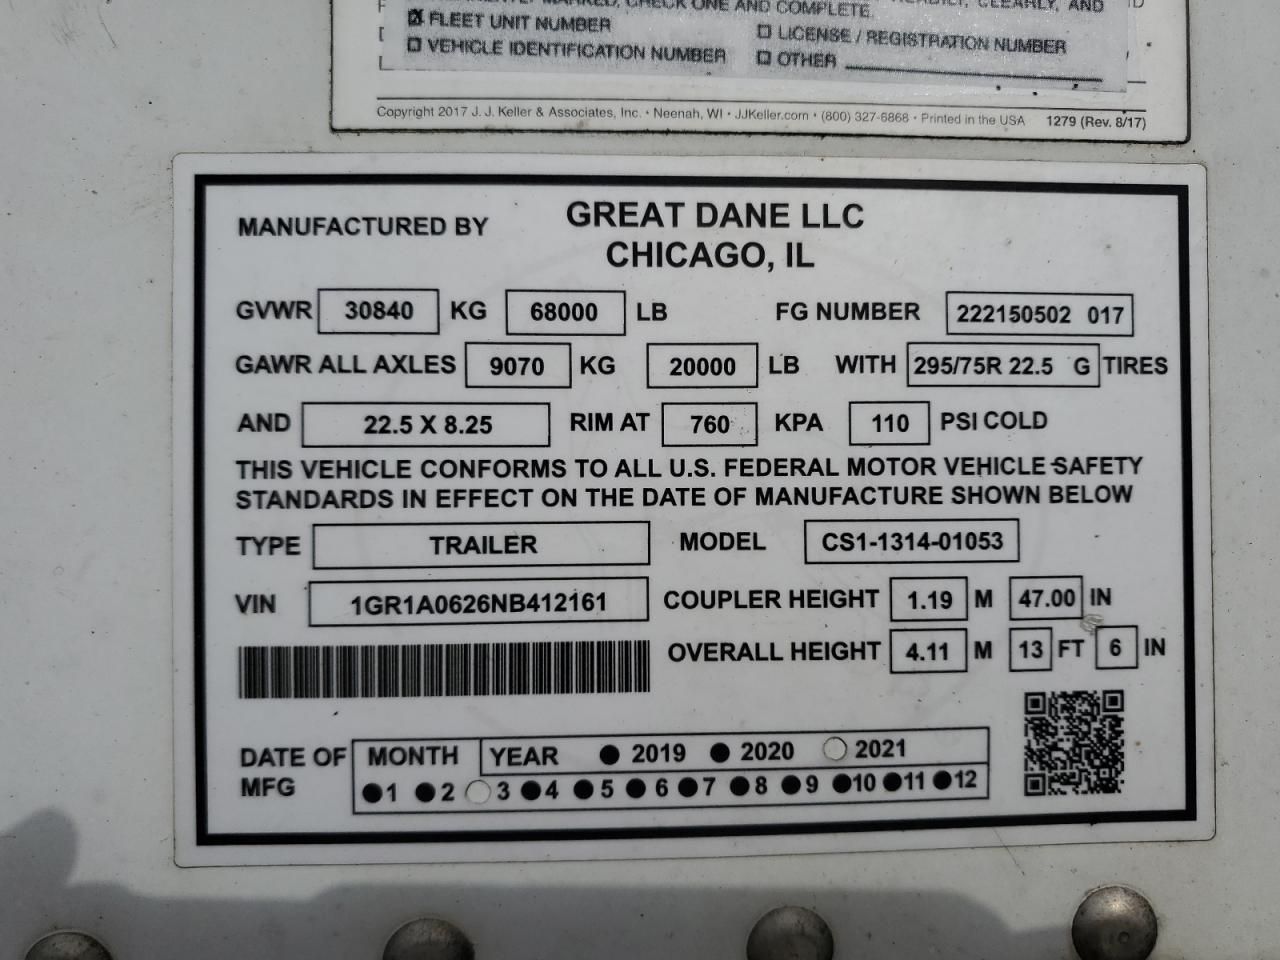 CHECK ONE AND COMPLETE.
CLEARLY, AND
☒ FLEET UNIT NUMBER
☐ LICENSE / REGISTRATION NUMBER
☐ VEHICLE IDENTIFICATION NUMBER
☐ OTHER
Copyright 2017 J. J. Keller & Associates, Inc. • Neenah, WI • JJKeller.com • (800) 327-6868 • Printed in the USA 1279 (Rev. 8/17)
MANUFACTURED BY GREAT DANE LLC
CHICAGO, IL
GVWR 30840 KG 68000 LB FG NUMBER 222150502 017
GAWR ALL AXLES 9070 KG 20000 LB WITH 295/75R 22.5 G TIRES
AND 22.5 X 8.25 RIM AT 760 KPA 110 PSI COLD
THIS VEHICLE CONFORMS TO ALL U.S. FEDERAL MOTOR VEHICLE SAFETY
STANDARDS IN EFFECT ON THE DATE OF MANUFACTURE SHOWN BELOW
TYPE TRAILER MODEL CS1-1314-01053
VIN 1GR1A0626NB412161 COUPLER HEIGHT 1.19 M 47.00 IN
OVERALL HEIGHT 4.11 M 13 FT 6 IN
DATE OF MFG
MONTH YEAR ● 2019 ● 2020 ○ 2021
● 1 ● 2 ○ 3 ● 4 ● 5 ● 6 ● 7 ● 8 ● 9 ● 10 ● 11 ● 12